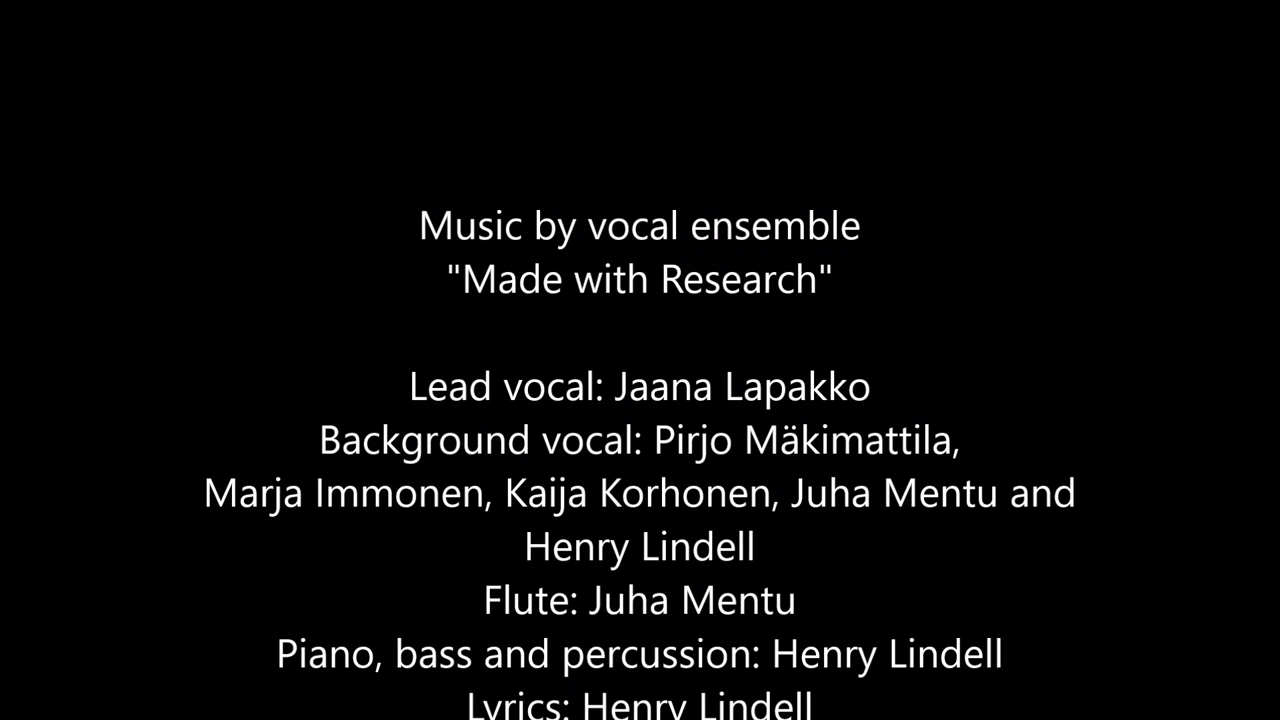 Music by vocal ensemble
"Made with Research"
Lead vocal: Jaana Lapakko
Background vocal: Pirjo Mäkimattila,
Marja Immonen, Kaija Korhonen, Juha Mentu and
Henry Lindell
Flute: Juha Mentu
Piano, bass and percussion: Henry Lindell
Lyrics: Henry Lindell